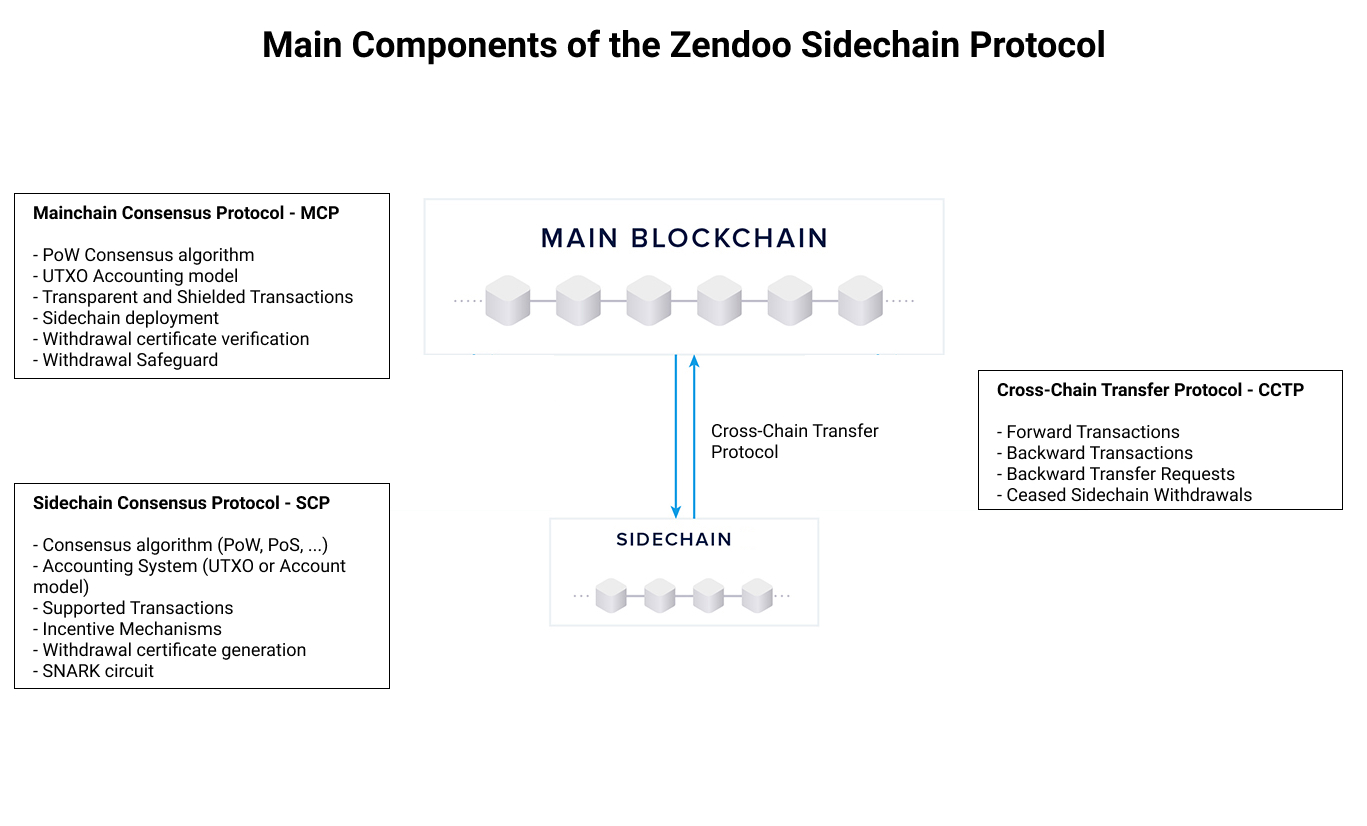 Main Components of the Zendoo Sidechain Protocol
Mainchain Consensus Protocol - MCP
- PoW Consensus algorithm
- UTXO Accounting model
- Transparent and Shielded Transactions
- Sidechain deployment
- Withdrawal certificate verification
- Withdrawal Safeguard
MAIN BLOCKCHAIN
Cross-Chain Transfer
Protocol
Cross-Chain Transfer Protocol - CCTP
- Forward Transactions
- Backward Transactions
- Backward Transfer Requests
- Ceased Sidechain Withdrawals
Sidechain Consensus Protocol - SCP
- Consensus algorithm (PoW, PoS, ...)
- Accounting System (UTXO or Account
model)
- Supported Transactions
- Incentive Mechanisms
- Withdrawal certificate generation
- SNARK circuit
SIDECHAIN